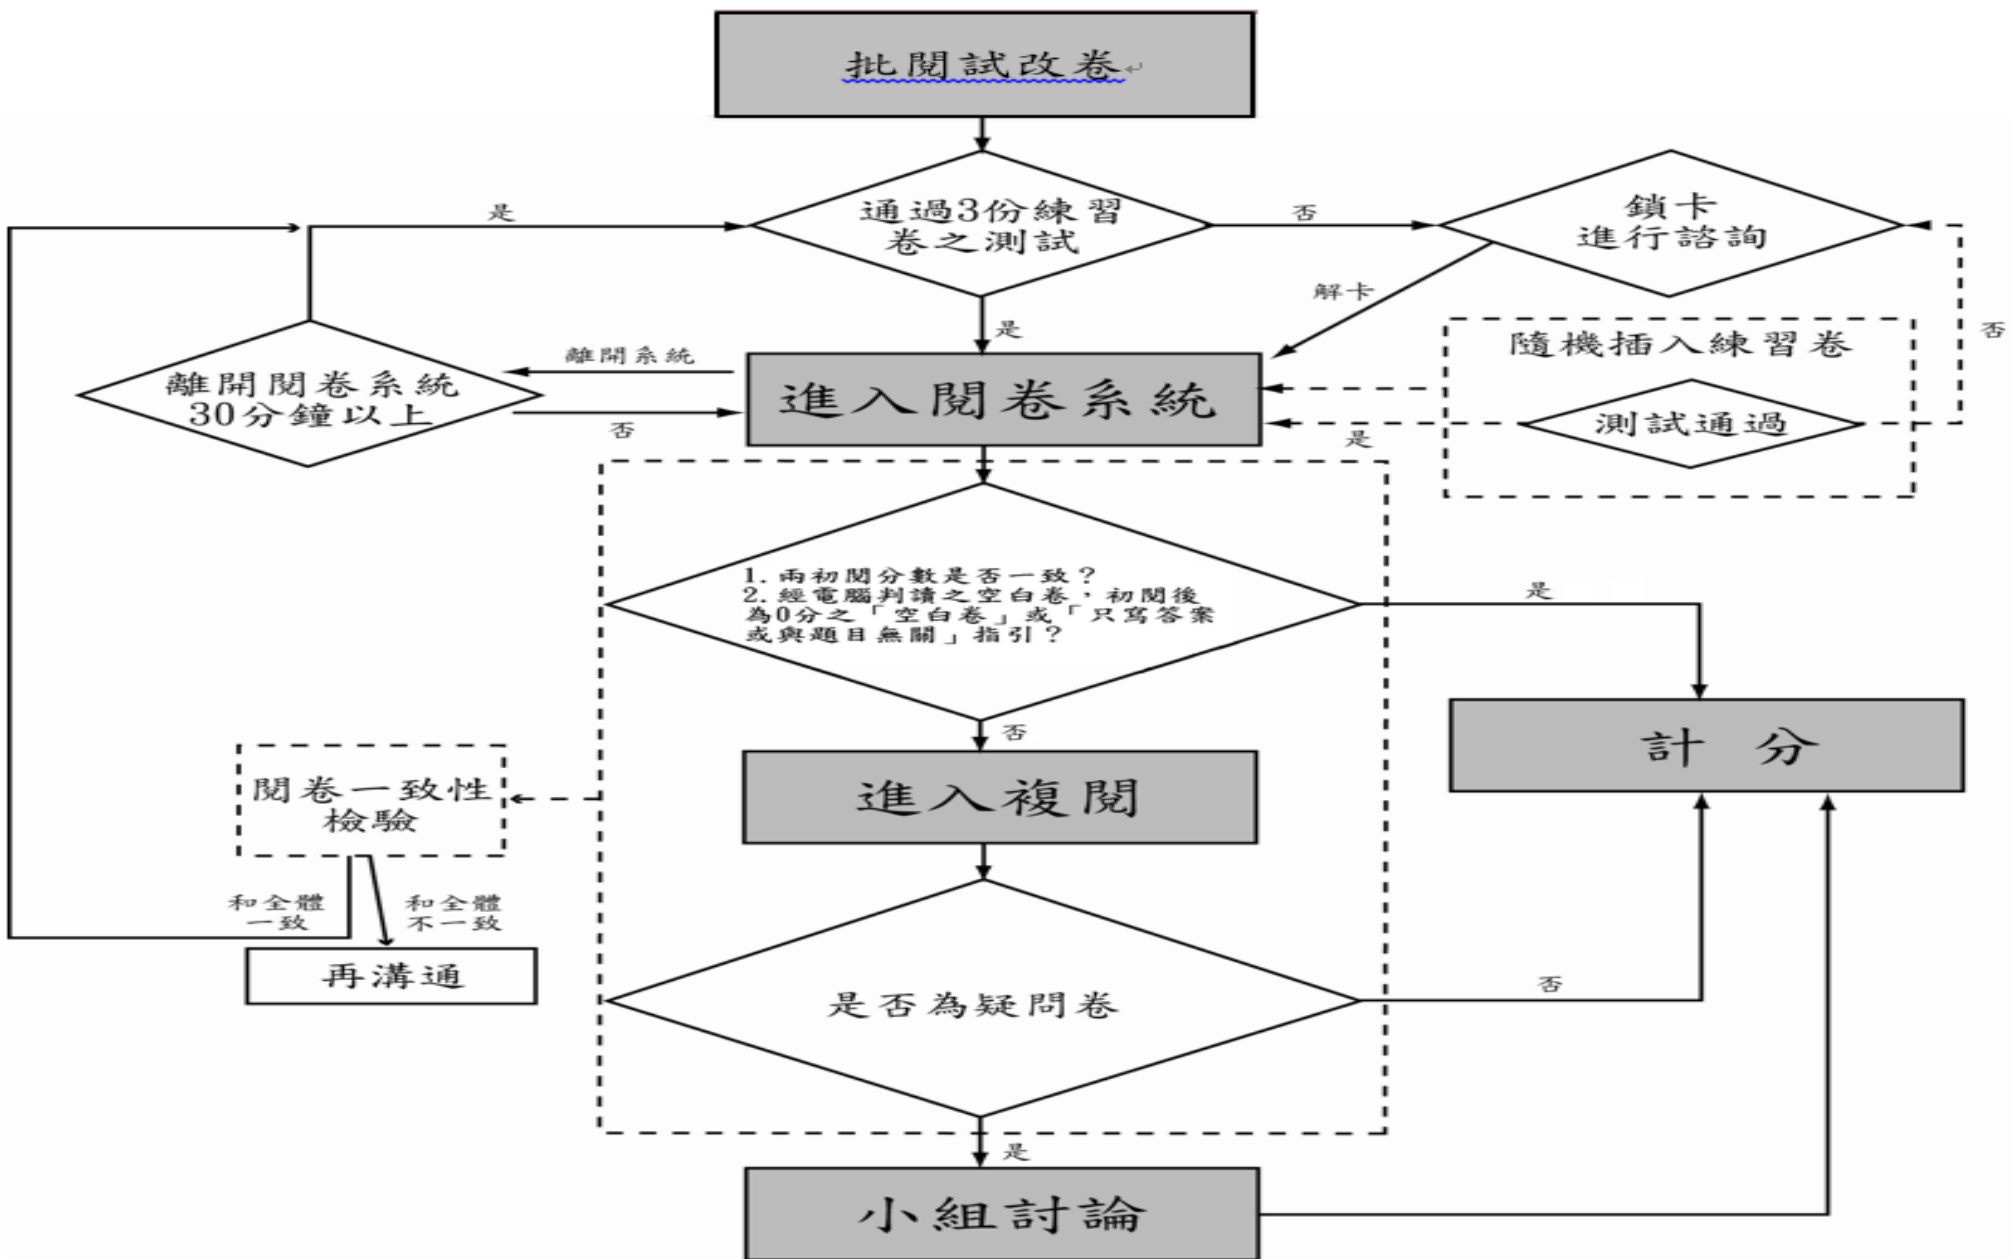 批閱試改卷
通過3份練習
卷之測試
鎖卡
進行諮詢
是
否
解卡
是
否
隨機插入練習卷
測試通過
離開系統
離開閱卷系統
30分鐘以上
否
進入閱卷系統
是
1. 兩初閱分數是否一致？
2. 經電腦判讀之空白卷，初閱後
為0分之「空白卷」或「只寫答案
或與題目無關」指引？
是
否
計 分
閱卷一致性
檢驗
進入複閱
和全體
一致
和全體
不一致
再溝通
是否為疑問卷
否
是
小組討論